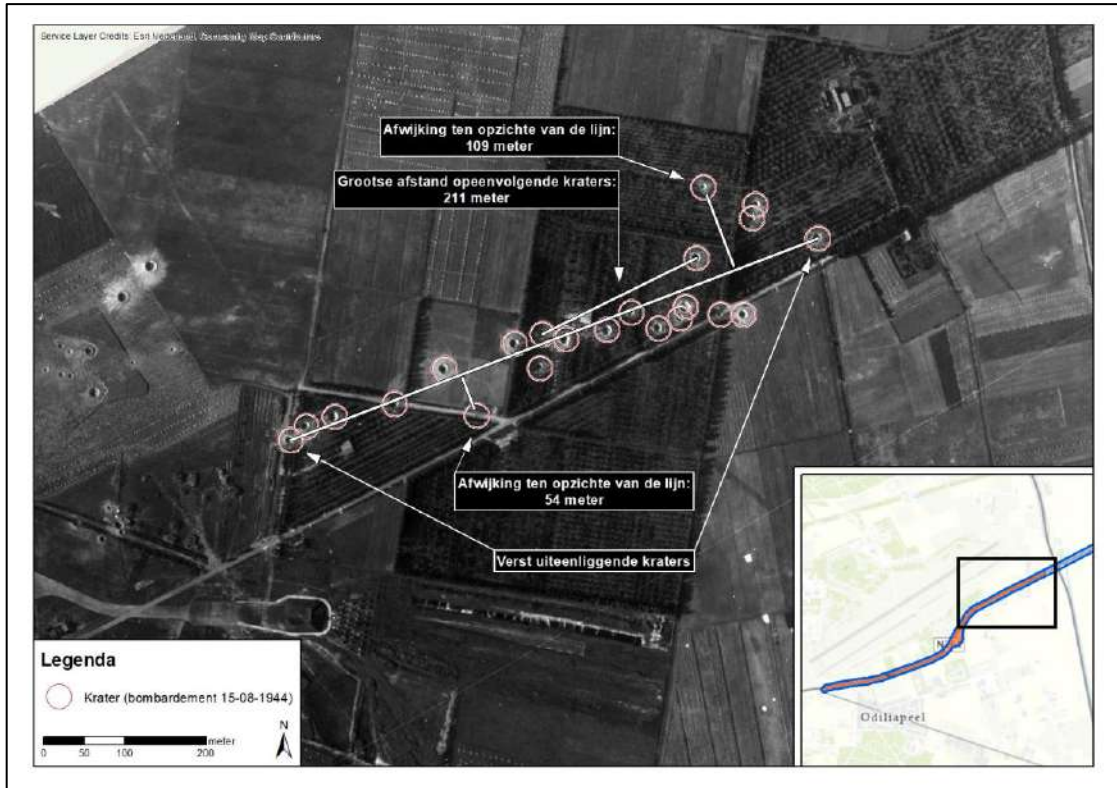 Service Layer Credits: Esri Nederland, Community Map Contributors
Afwijking ten opzichte van de lijn:
109 meter
Grootse afstand opeenvolgende kraters:
211 meter
Afwijking ten opzichte van de lijn:
54 meter
Verst uiteenliggende kraters
Legenda
Krater (bombardement 15-08-1944)
0 50 100 200 meter
N
Odiliapeel